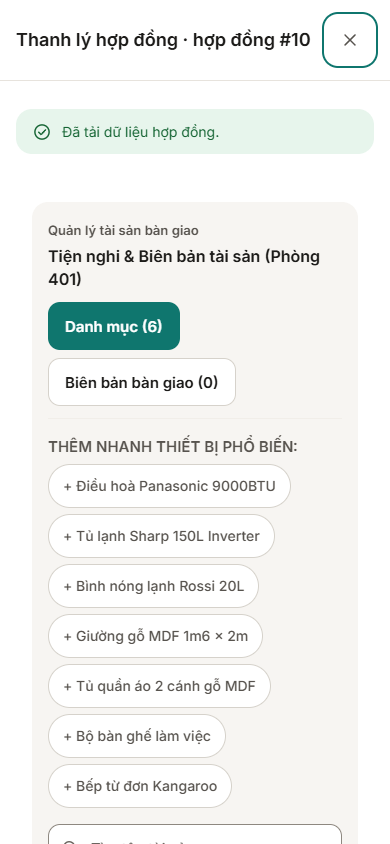 Thanh lý hợp đồng · hợp đồng #10
Đã tải dữ liệu hợp đồng.
Quản lý tài sản bàn giao
Tiện nghi & Biên bản tài sản (Phòng
401)
Danh mục (6)
Biên bản bàn giao (0)
THÊM NHANH THIẾT BỊ PHỔ BIẾN:
+ Điều hoà Panasonic 9000BTU
+ Tủ lạnh Sharp 150L Inverter
+ Bình nóng lạnh Rossi 20L
+ Giường gỗ MDF 1m6 × 2m
+ Tủ quần áo 2 cánh gỗ MDF
+ Bộ bàn ghế làm việc
+ Bếp từ đơn Kangaroo